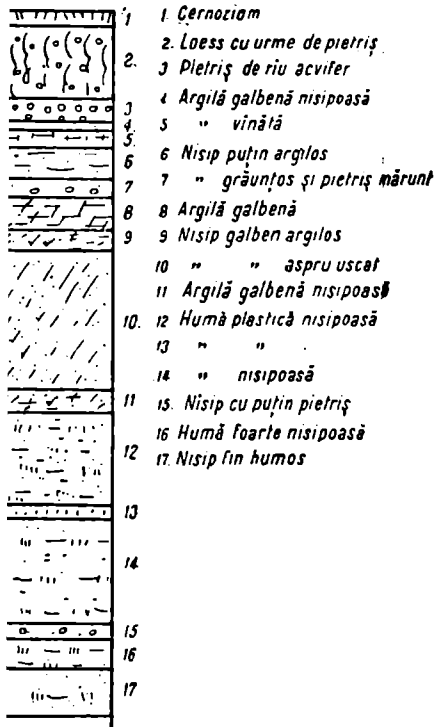 1
2.
3
4.
5.
6
7
8
9
10.
11
12
13
14
15
16
17
1. Cernoziom
2. Loess cu urme de pietriș
3 Pietriș de rîu acvifer
4 Argilă galbenă nisipoasă
5 " vînătă
6 Nisip puțin argilos
7 " grăunțos și pietriș mărunt
8 Argilă galbenă
9 Nisip galben argilos
10 " " aspru uscat
11 Argilă galbenă nisipoasă
12 Humă plastică nisipoasă
13 " "
14 " nisipoasă
15. Nisip cu puțin pietriș
16 Humă foarte nisipoasă
17. Nisip fin humos